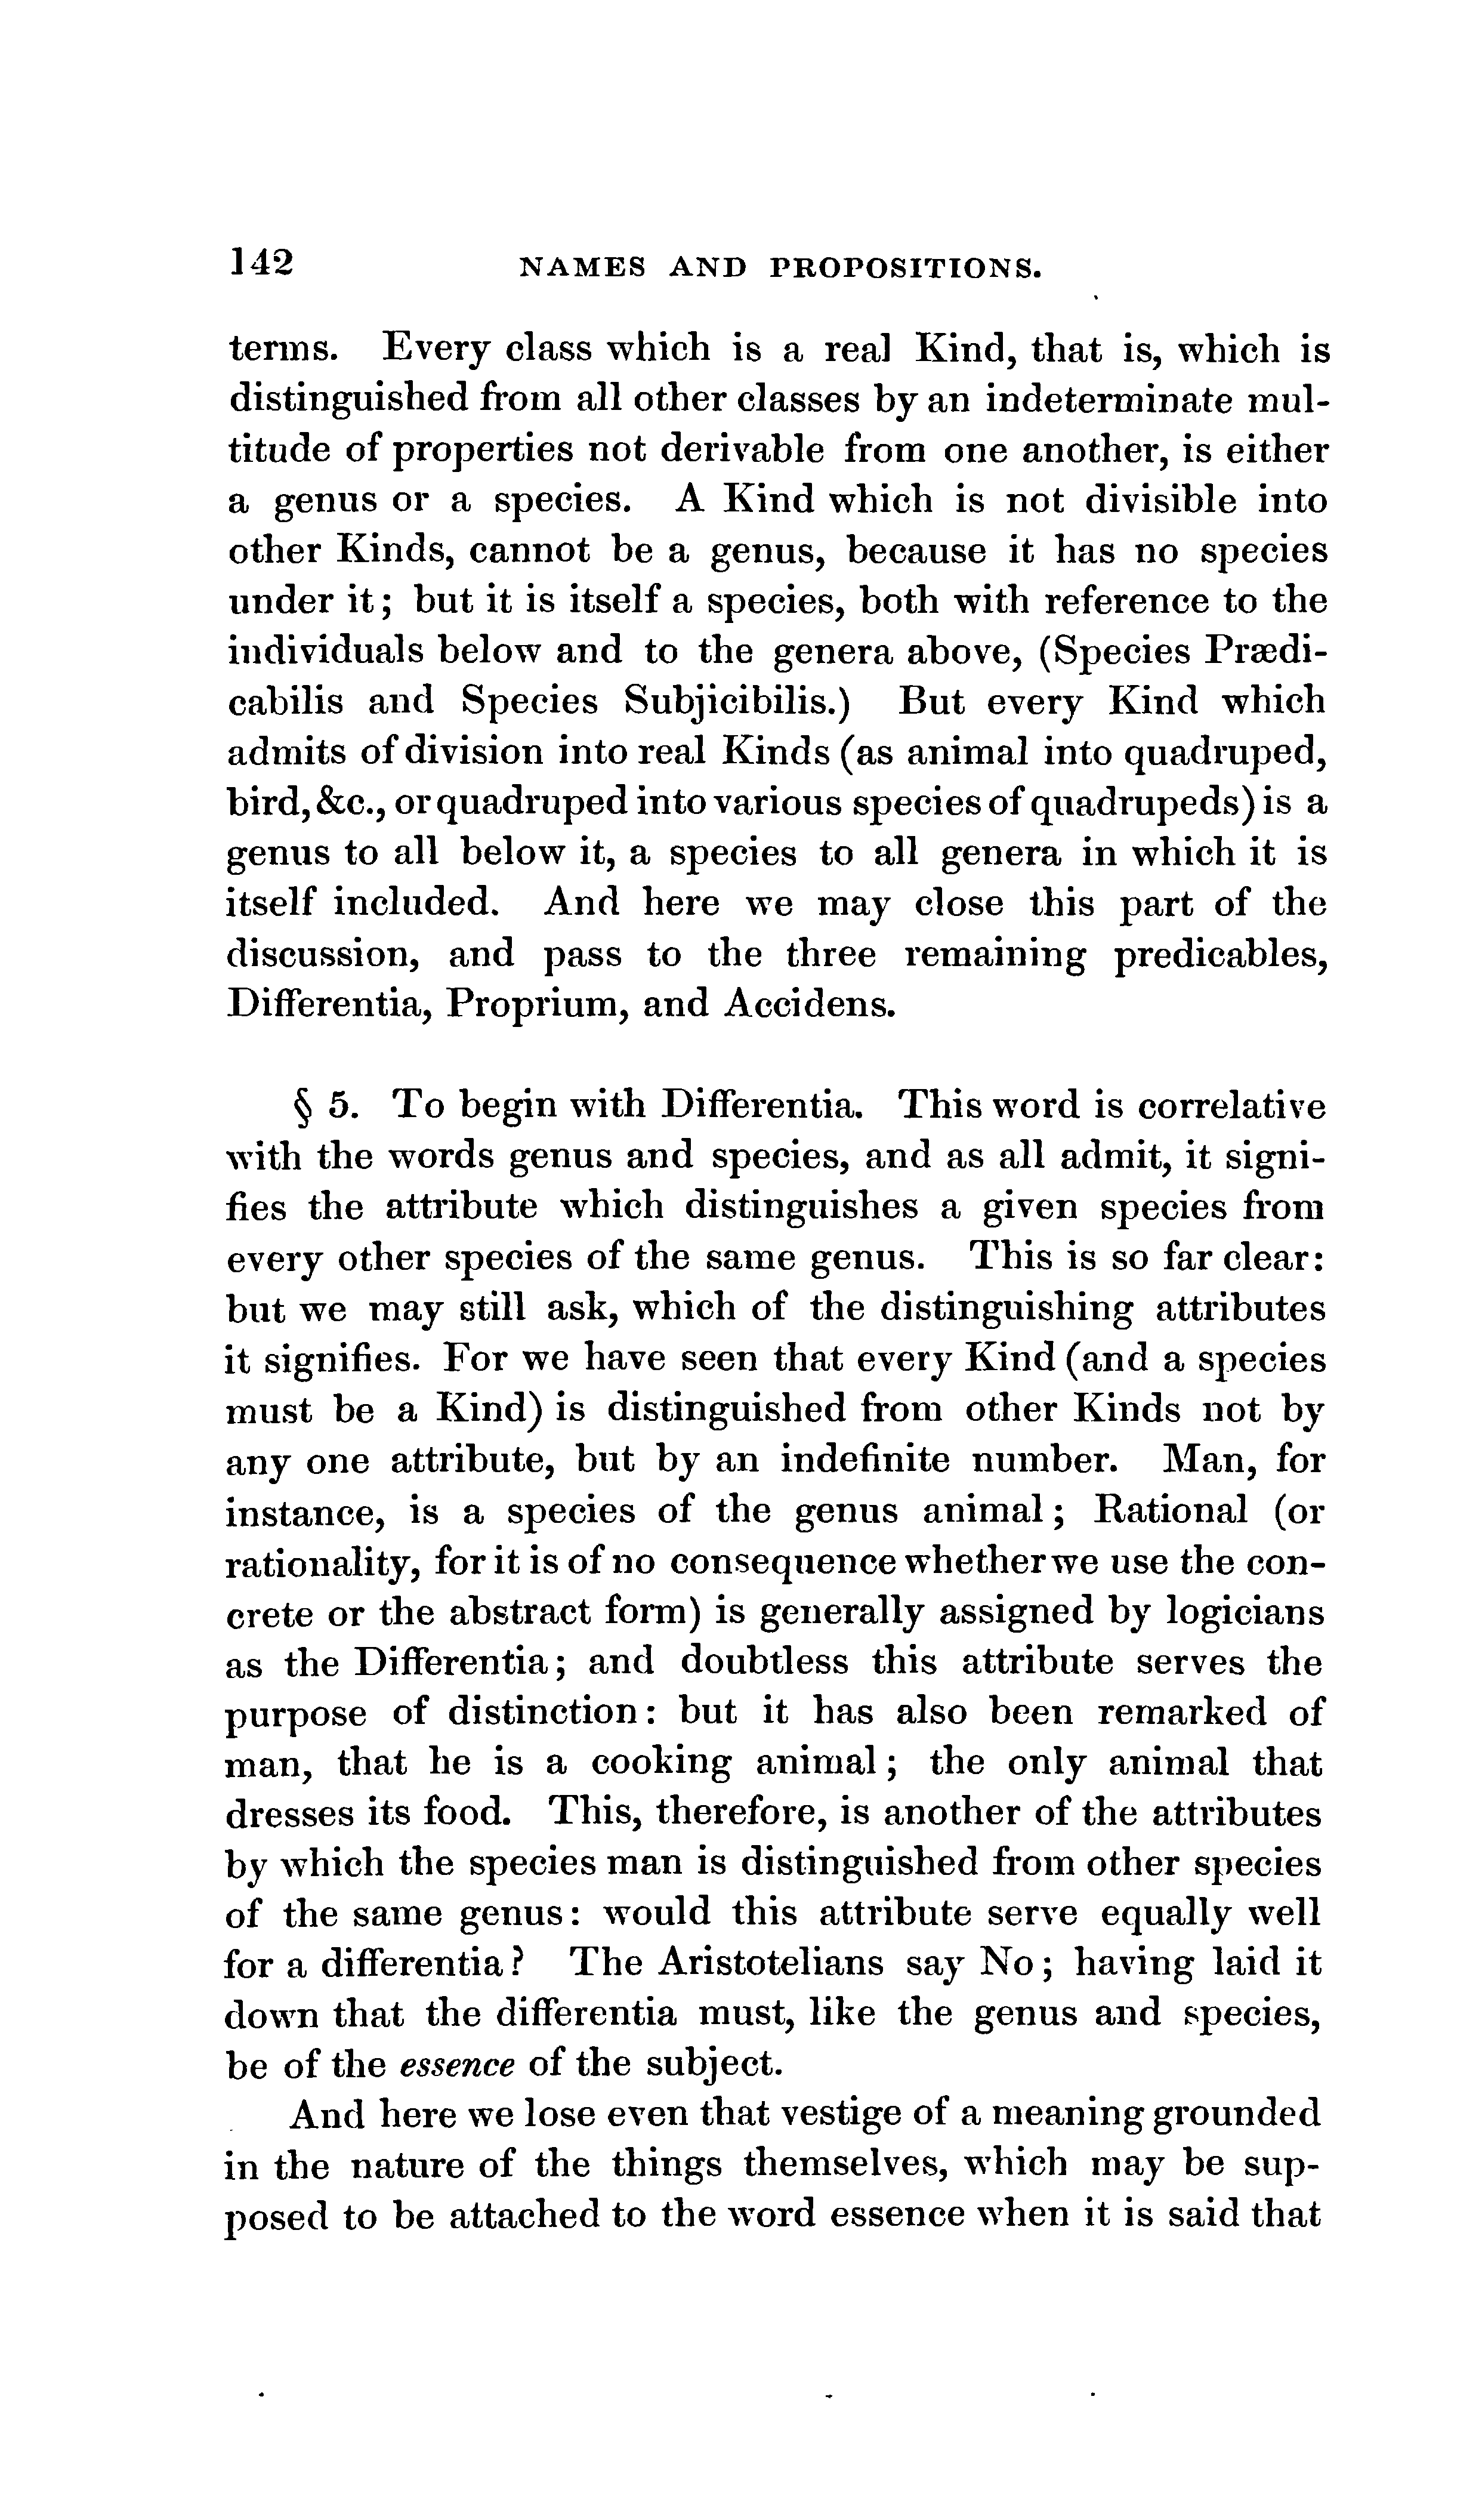 142 NAMES AND PROPOSITIONS.
terms. Every class which is a real Kind, that is, which is
distinguished from all other classes by an indeterminate mul-
titude of properties not derivable from one another, is either
a genus or a species. A Kind which is not divisible into
other Kinds, cannot be a genus, because it has no species
under it; but it is itself a species, both with reference to the
individuals below and to the genera above, (Species Prædi-
cabilis and Species Subjicibilis.) But every Kind which
admits of division into real Kinds (as animal into quadruped,
bird, &c., or quadruped into various species of quadrupeds) is a
genus to all below it, a species to all genera in which it is
itself included. And here we may close this part of the
discussion, and pass to the three remaining predicables,
Differentia, Proprium, and Accidens.
§ 5. To begin with Differentia. This word is correlative
with the words genus and species, and as all admit, it signi-
fies the attribute which distinguishes a given species from
every other species of the same genus. This is so far clear:
but we may still ask, which of the distinguishing attributes
it signifies. For we have seen that every Kind (and a species
must be a Kind) is distinguished from other Kinds not by
any one attribute, but by an indefinite number. Man, for
instance, is a species of the genus animal; Rational (or
rationality, for it is of no consequence whether we use the con-
crete or the abstract form) is generally assigned by logicians
as the Differentia; and doubtless this attribute serves the
purpose of distinction: but it has also been remarked of
man, that he is a cooking animal; the only animal that
dresses its food. This, therefore, is another of the attributes
by which the species man is distinguished from other species
of the same genus: would this attribute serve equally well
for a differentia? The Aristotelians say No; having laid it
down that the differentia must, like the genus and species,
be of the essence of the subject.
And here we lose even that vestige of a meaning grounded
in the nature of the things themselves, which may be sup-
posed to be attached to the word essence when it is said that